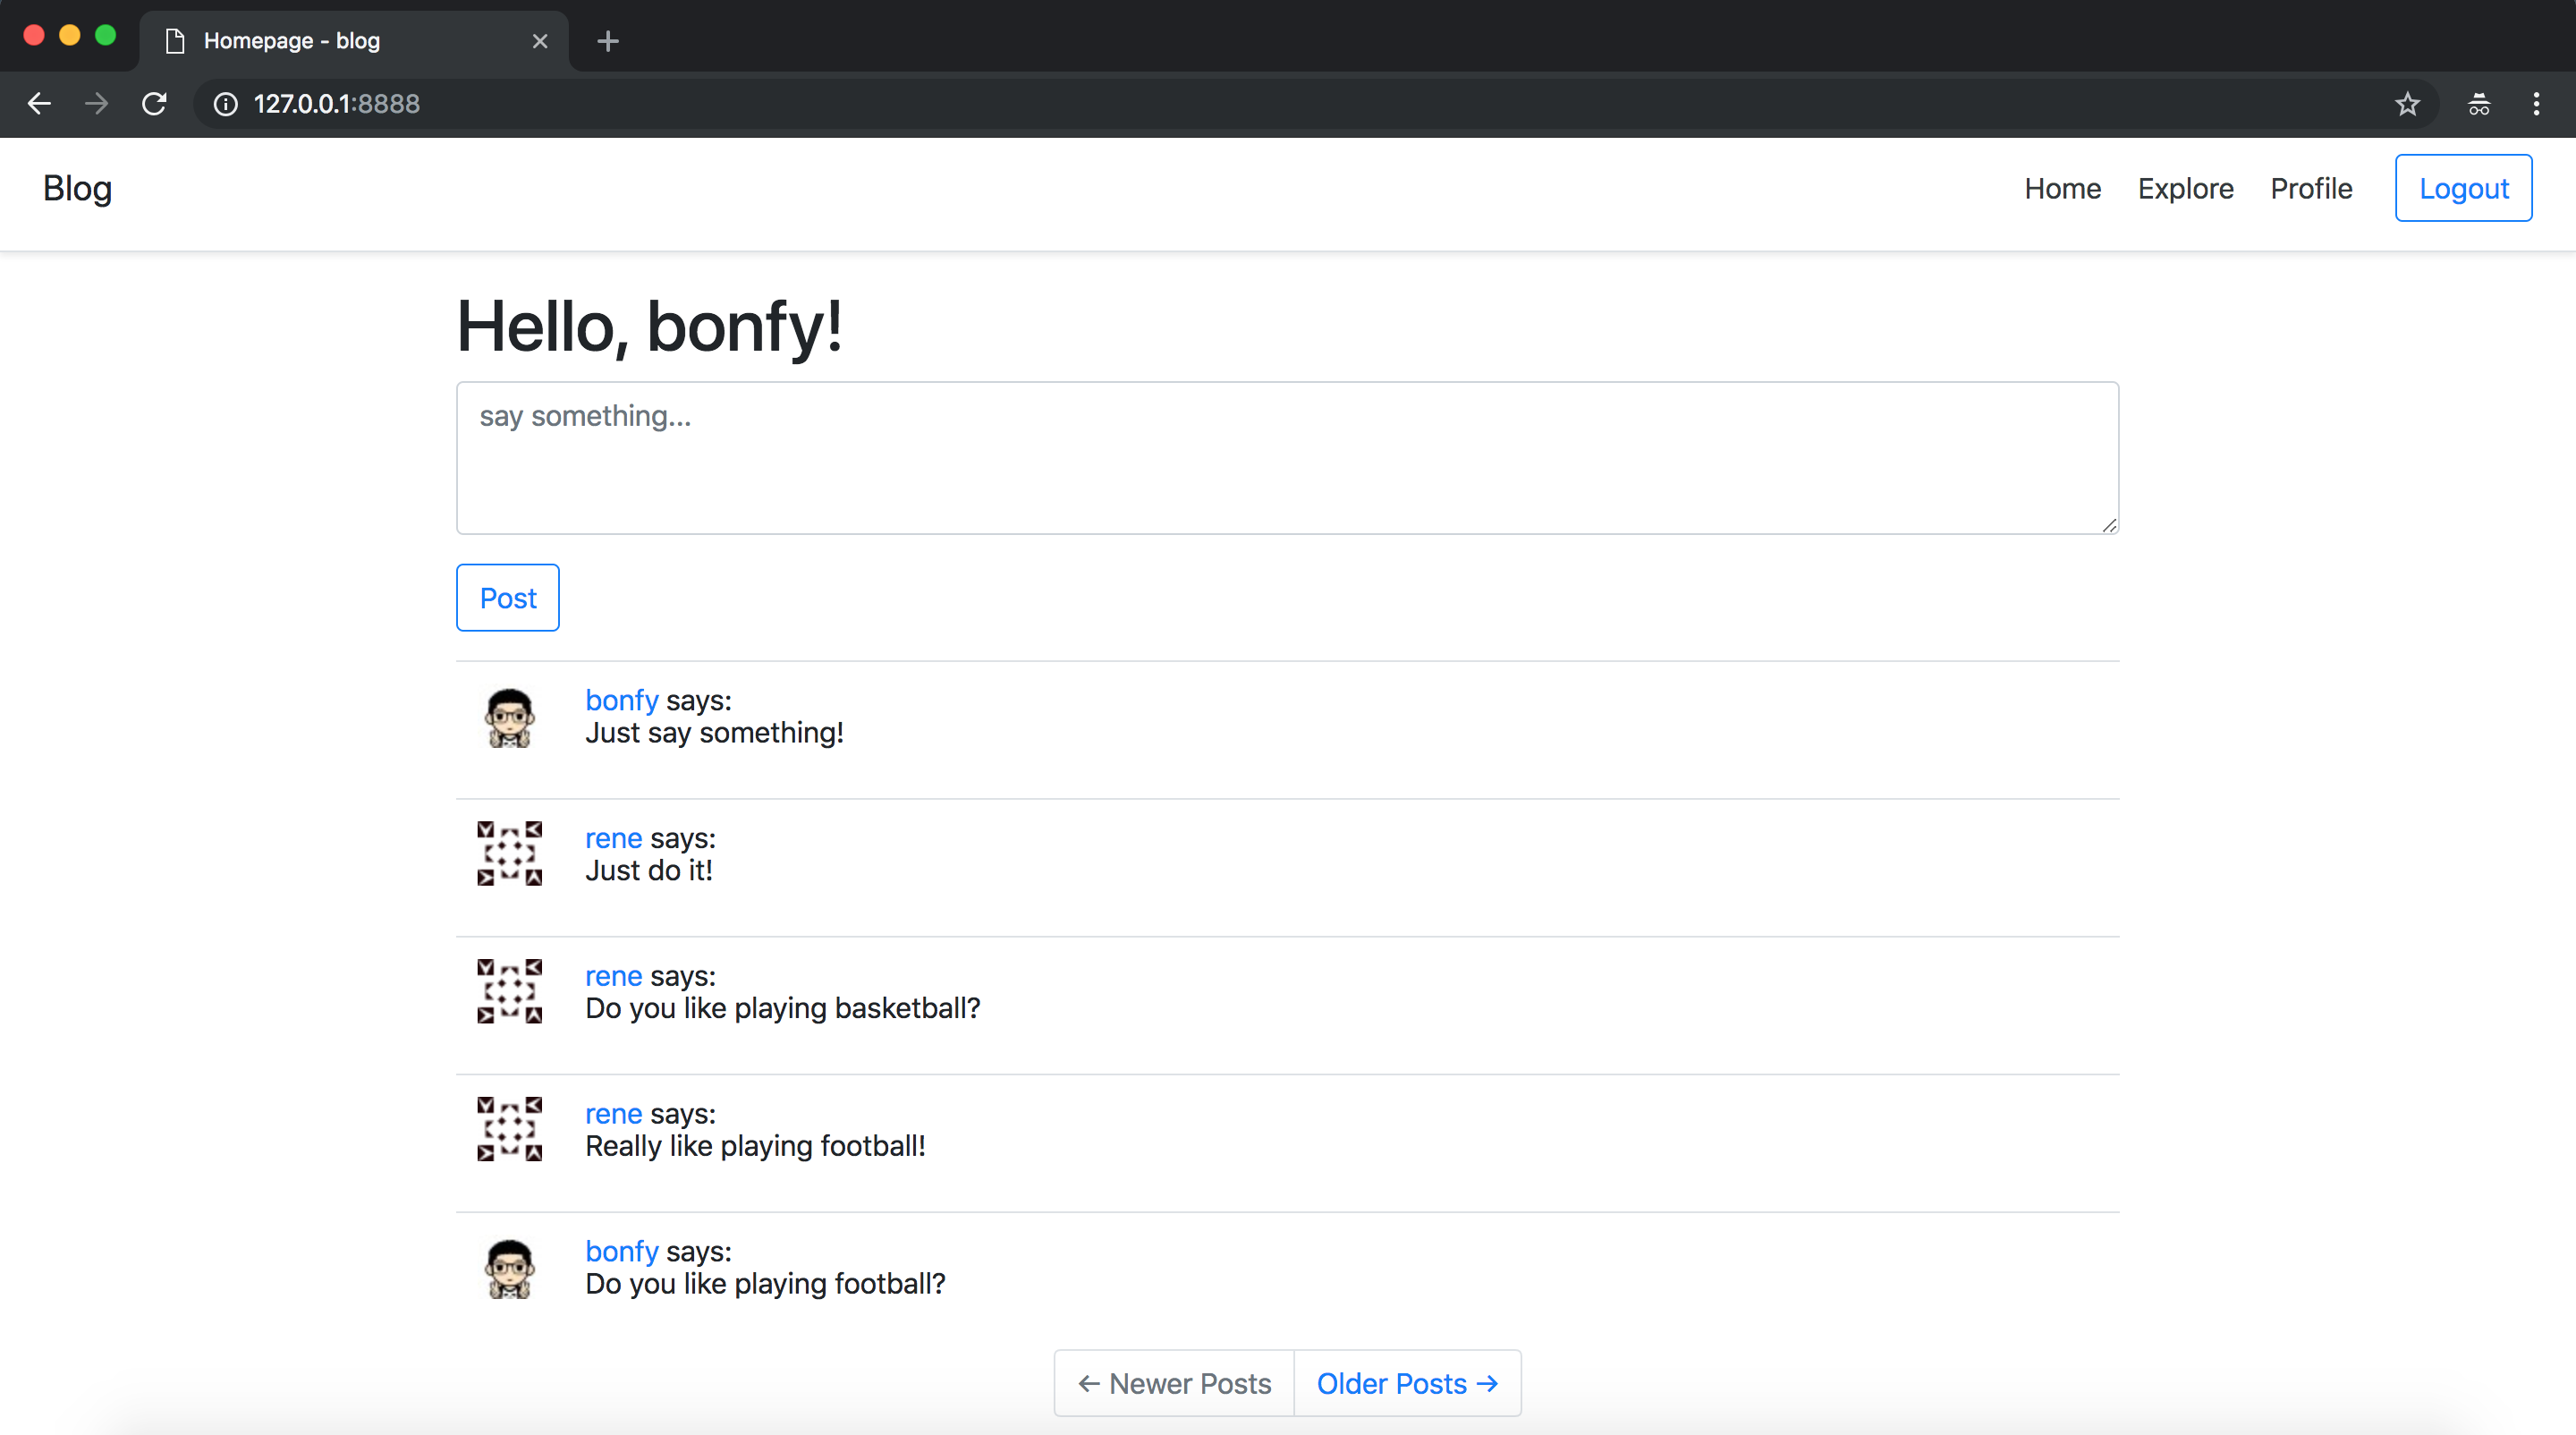 Homepage - blog
127.0.0.1:8888
Blog
Home Explore Profile Logout
Hello, bonfy!
say something...
Post
bonfy says:
Just say something!
rene says:
Just do it!
rene says:
Do you like playing basketball?
rene says:
Really like playing football!
bonfy says:
Do you like playing football?
← Newer Posts Older Posts →